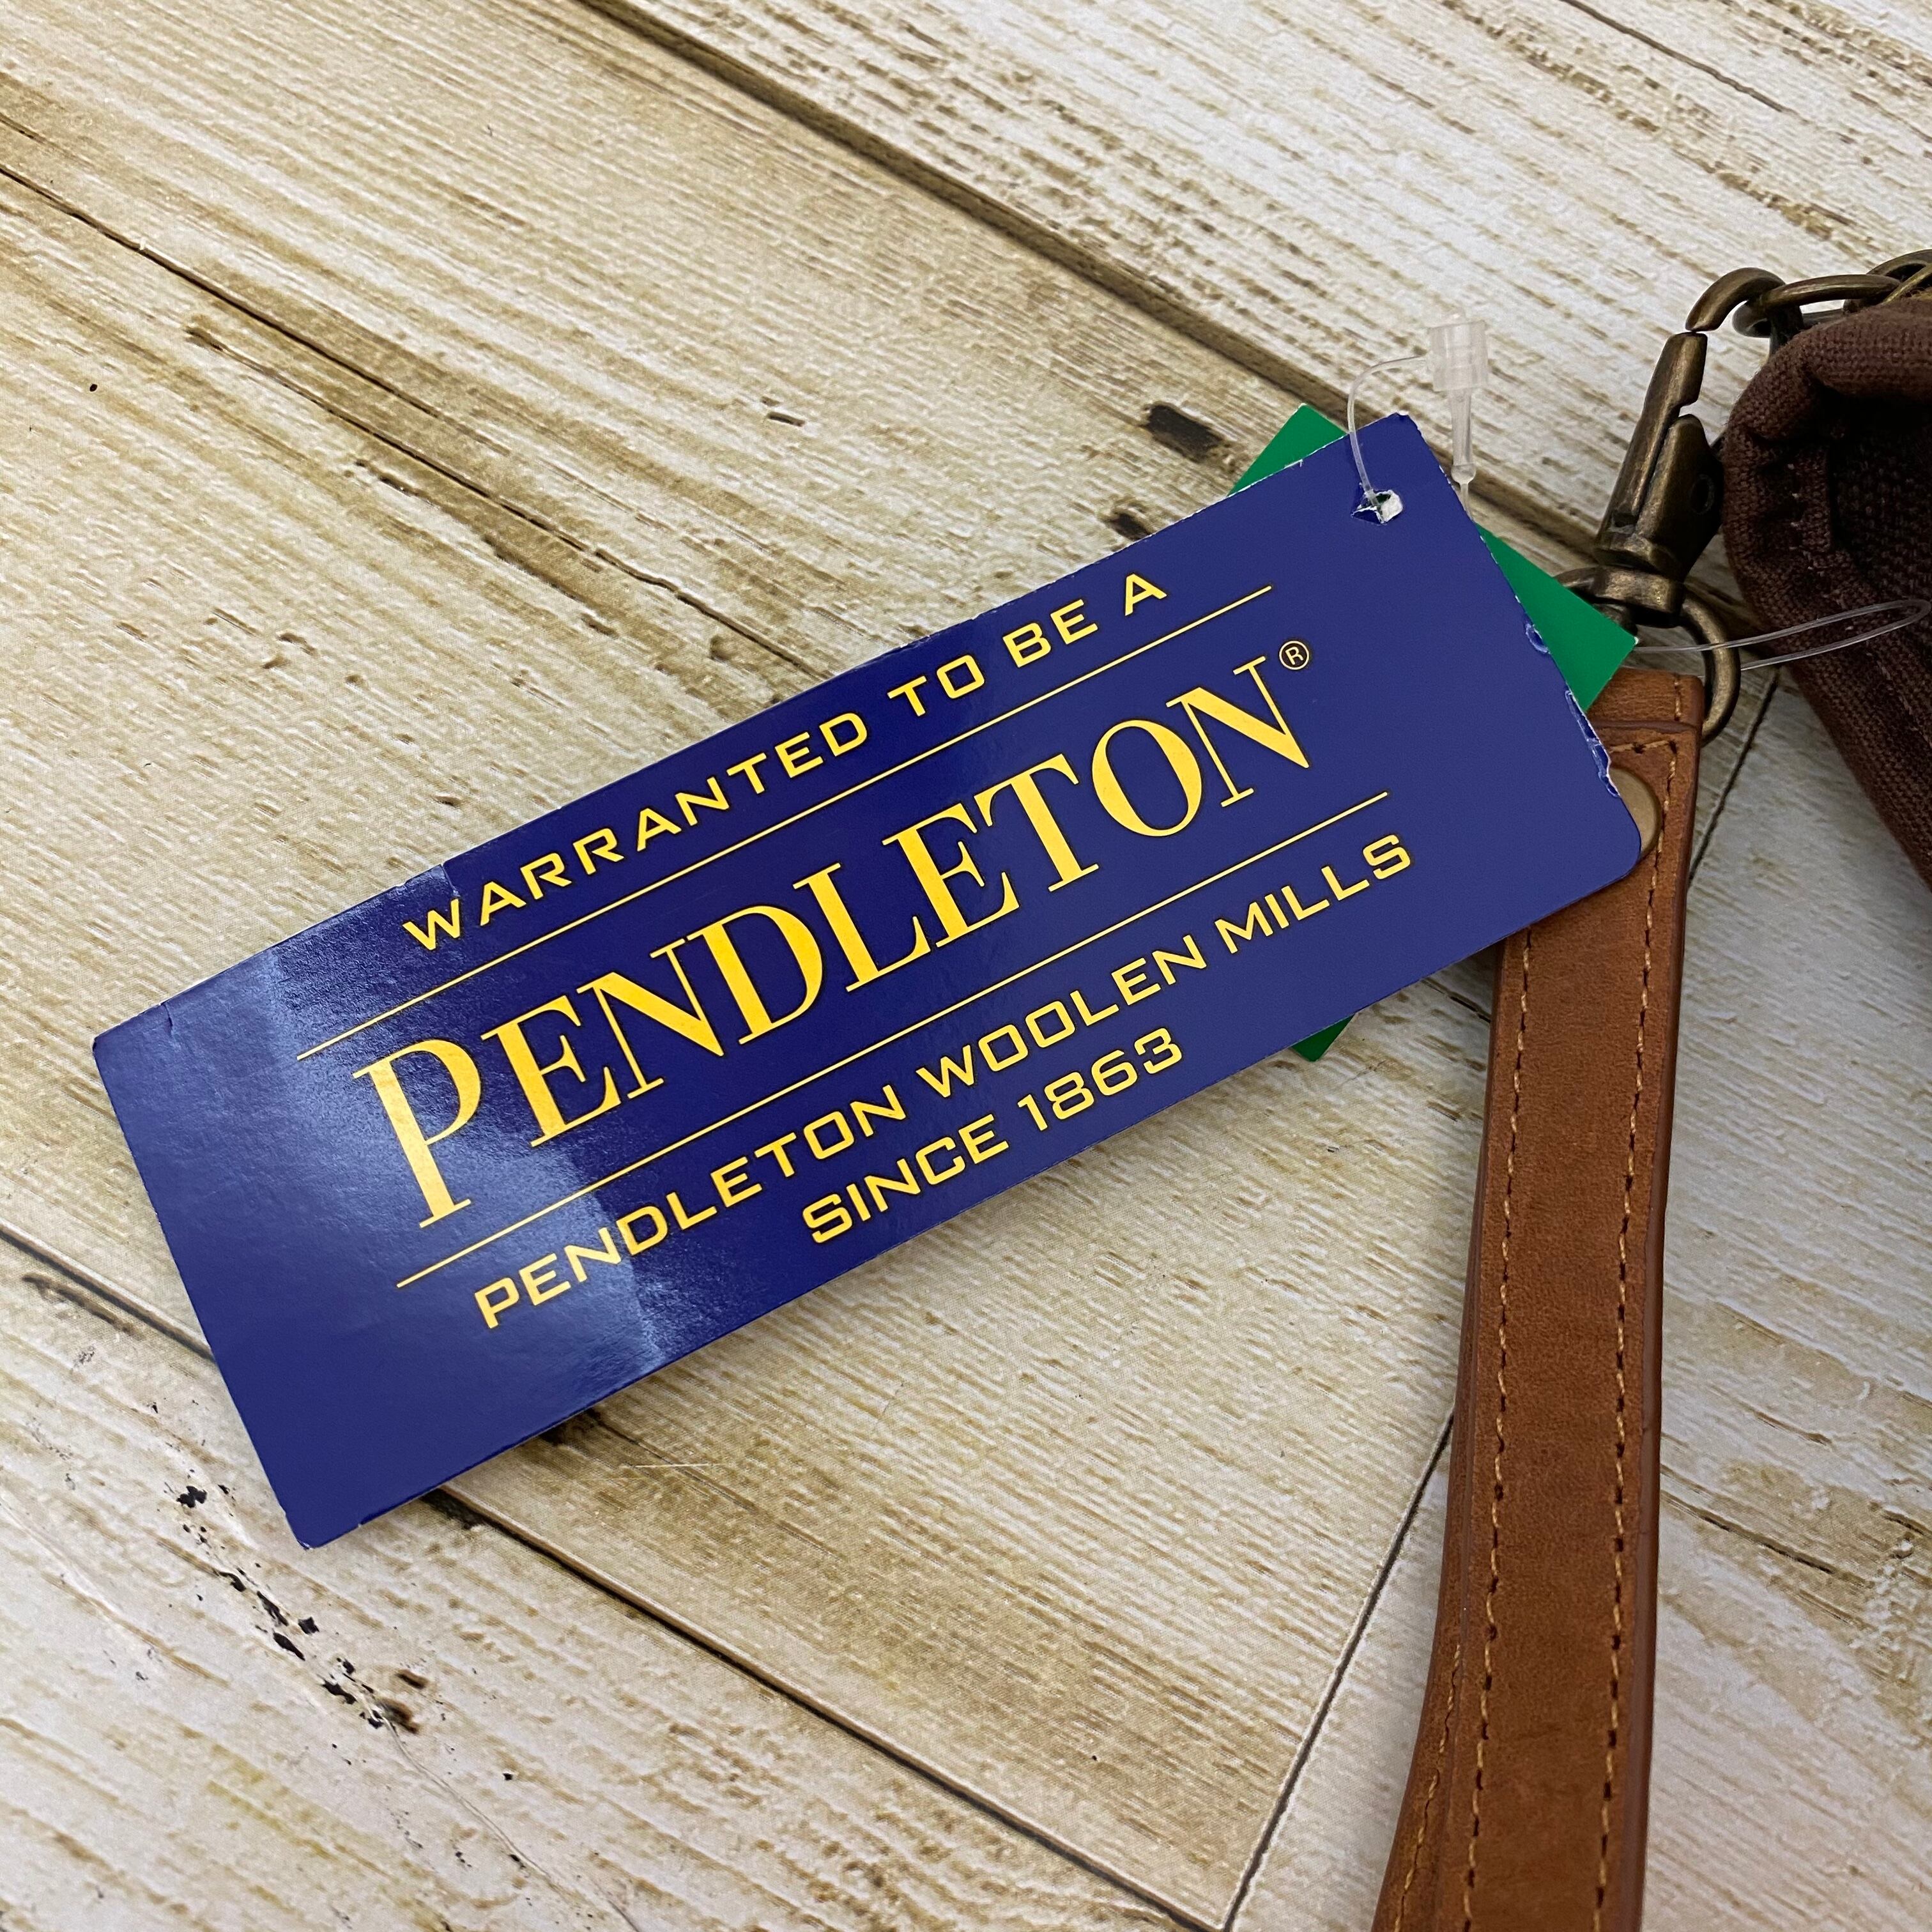 WARRANTED TO BE A
PENDLETON®
PENDLETON WOOLEN MILLS
SINCE 1863